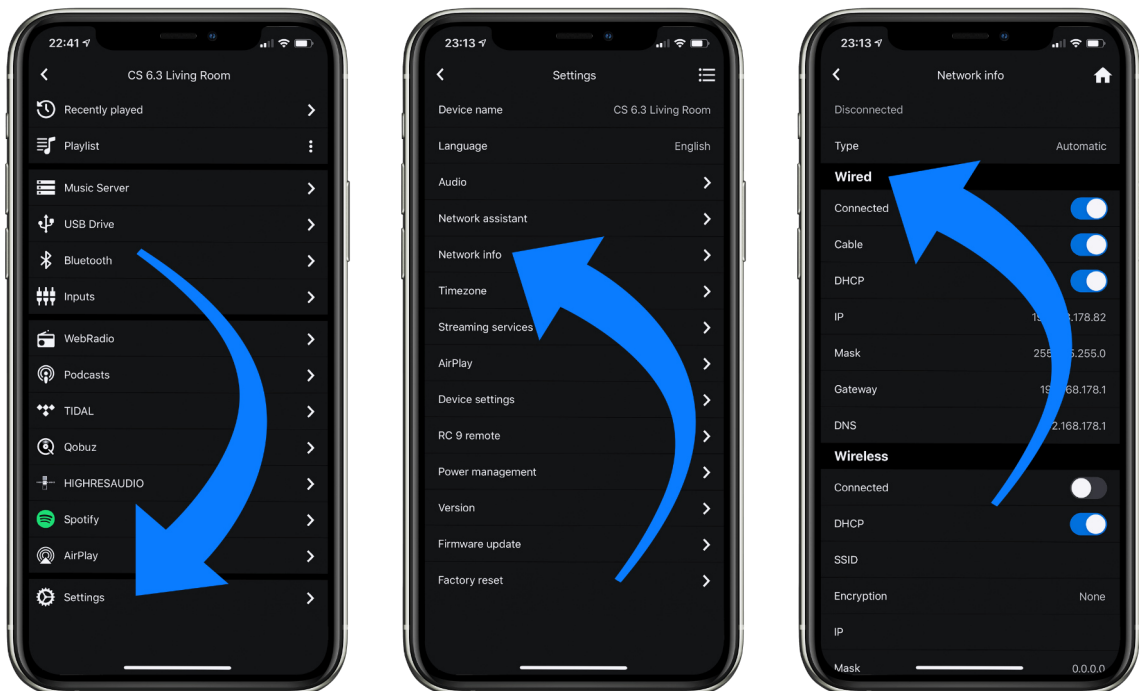 22:41
CS 6.3 Living Room
Recently played
Playlist
Music Server
USB Drive
Bluetooth
Inputs
WebRadio
Podcasts
TIDAL
Qobuz
HIGHRESAUDIO
Spotify
AirPlay
Settings
23:13
Settings
Device name CS 6.3 Living Room
Language English
Audio
Network assistant
Network info
Timezone
Streaming services
AirPlay
Device settings
RC 9 remote
Power management
Version
Firmware update
Factory reset
23:13
Network info
Disconnected
Type Automatic
Wired
Connected
Cable
DHCP
IP
Mask
Gateway
DNS
Wireless
Connected
DHCP
SSID
Encryption None
IP
Mask 0.0.0.0